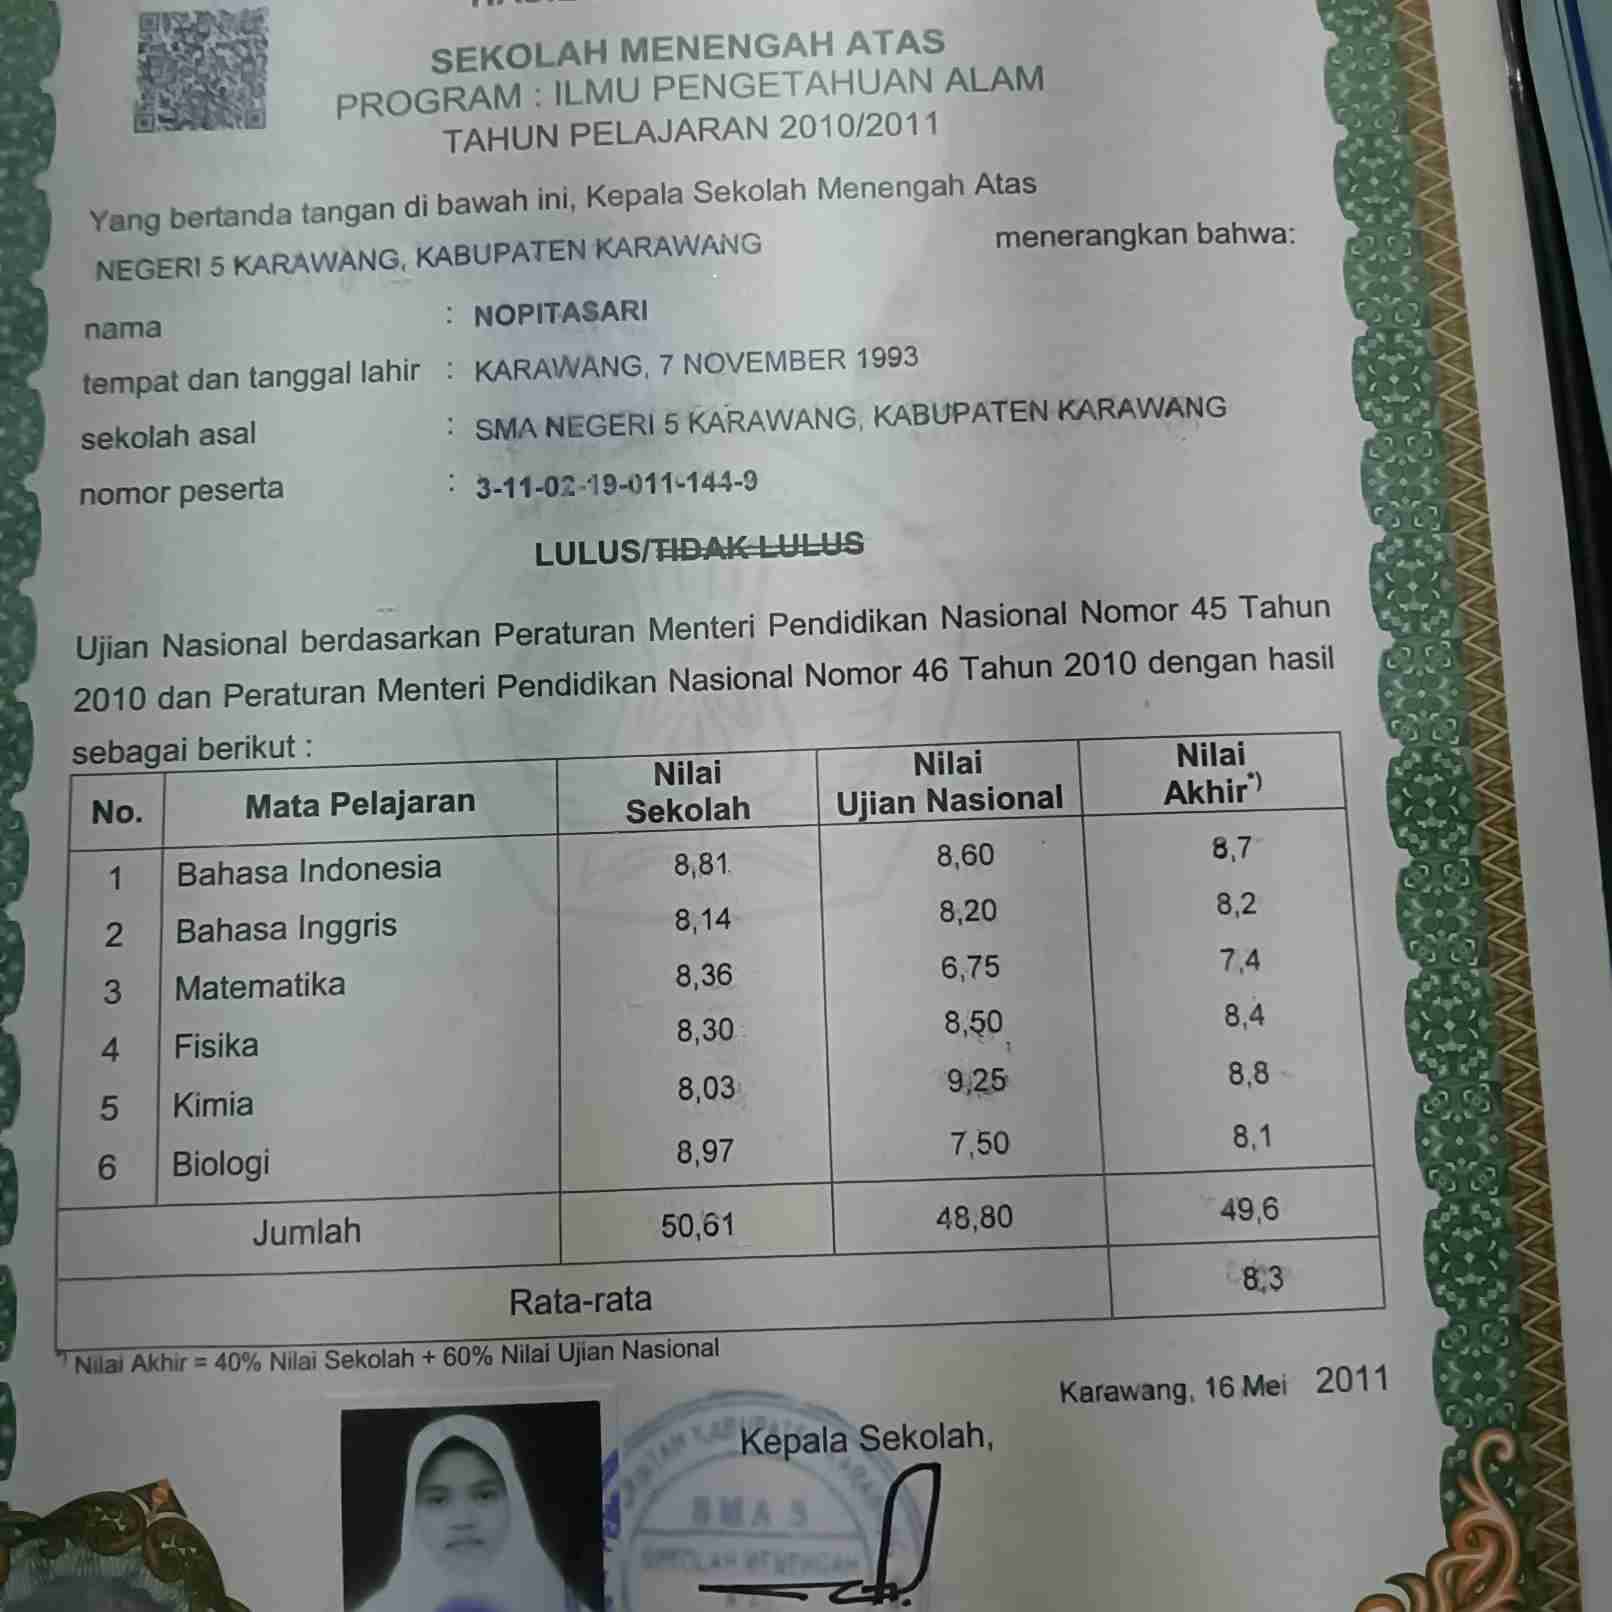 SEKOLAH MENENGAH ATAS
PROGRAM : ILMU PENGETAHUAN ALAM
TAHUN PELAJARAN 2010/2011
Yang bertanda tangan di bawah ini, Kepala Sekolah Menengah Atas
NEGERI 5 KARAWANG, KABUPATEN KARAWANG menerangkan bahwa:
nama : NOPITASARI
tempat dan tanggal lahir : KARAWANG, 7 NOVEMBER 1993
sekolah asal : SMA NEGERI 5 KARAWANG, KABUPATEN KARAWANG
nomor peserta : 3-11-02-19-011-144-9
LULUS/TIDAK LULUS
Ujian Nasional berdasarkan Peraturan Menteri Pendidikan Nasional Nomor 45 Tahun
2010 dan Peraturan Menteri Pendidikan Nasional Nomor 46 Tahun 2010 dengan hasil
sebagai berikut :
No. Mata Pelajaran Nilai Sekolah Nilai Ujian Nasional Nilai Akhir*)
1 Bahasa Indonesia 8,81 8,60 8,7
2 Bahasa Inggris 8,14 8,20 8,2
3 Matematika 8,36 6,75 7,4
4 Fisika 8,30 8,50 8,4
5 Kimia 8,03 9,25 8,8
6 Biologi 8,97 7,50 8,1
Jumlah 50,61 48,80 49,6
Rata-rata 8,3
*) Nilai Akhir = 40% Nilai Sekolah + 60% Nilai Ujian Nasional
Karawang, 16 Mei 2011
Kepala Sekolah,
SMA 5
SEKOLAH MENENGAH